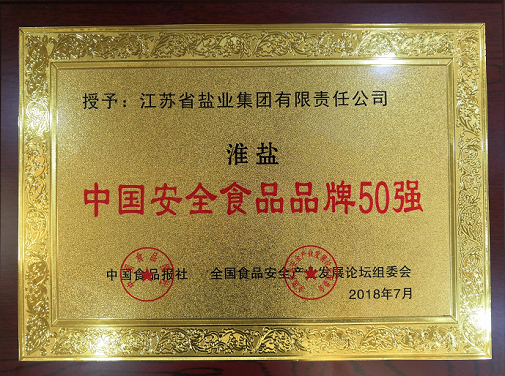 授予：江苏省盐业集团有限责任公司
淮盐
中国安全食品品牌50强
中国食品报社 全国食品安全产业发展论坛组委会
2018年7月